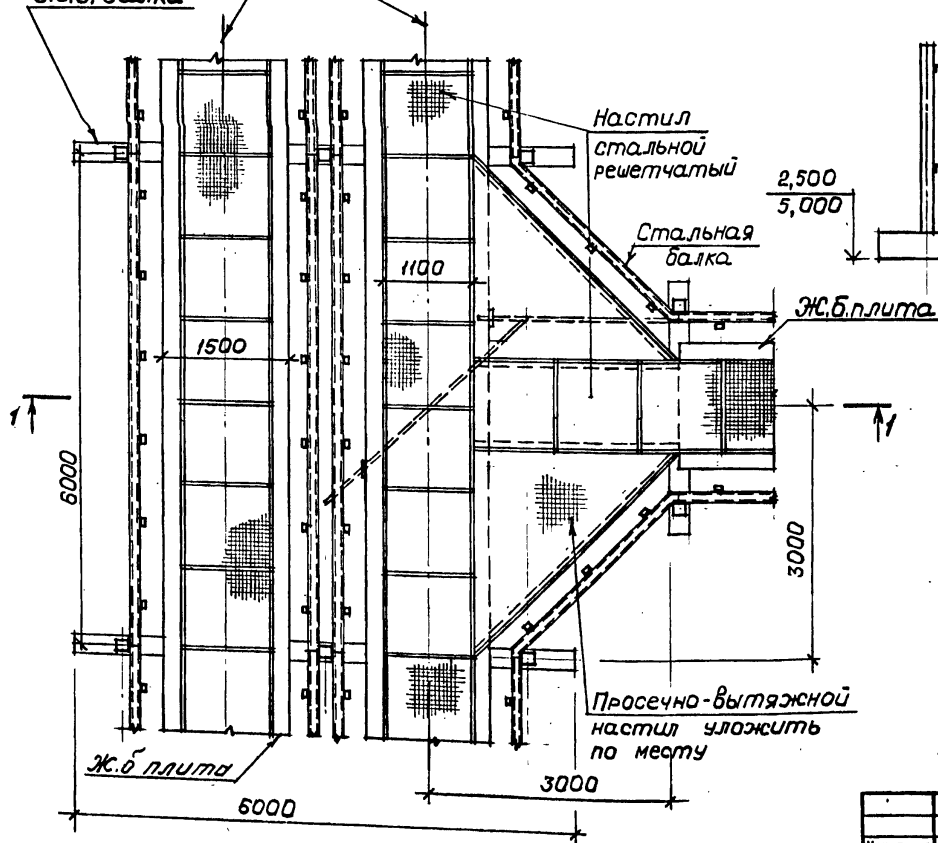 Настил
стальной
решетчатый
2,500
5,000
Стальная
балка
1100
Ж.б.плита
1500
1
1
6000
3000
Просечно-вытяжной
настил уложить
по месту
Ж.б плита
3000
6000